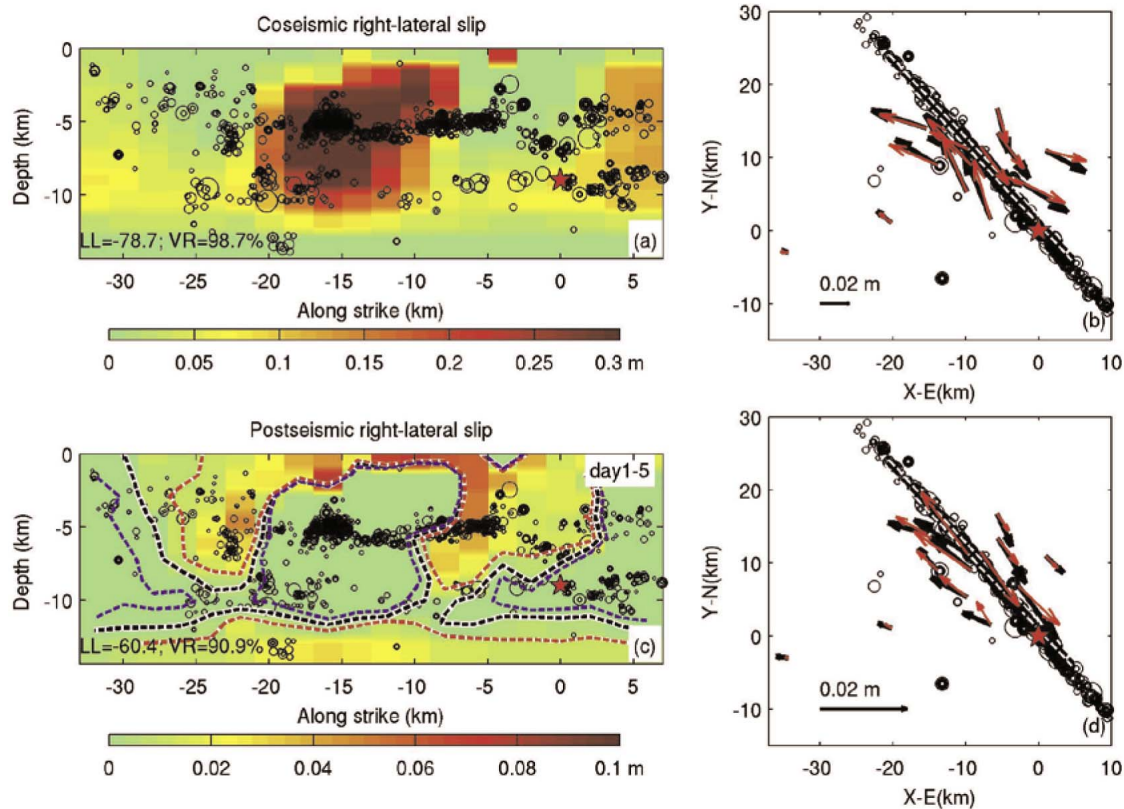 Coseismic right-lateral slip
0
-5
-10
Depth (km)
LL=-78.7; VR=98.7%
(a)
-30 -25 -20 -15 -10 -5 0 5
Along strike (km)
0 0.05 0.1 0.15 0.2 0.25 0.3 m
30
20
10
0
-10
Y-N(km)
0.02 m
(b)
-30 -20 -10 0 10
X-E(km)
Postseismic right-lateral slip
0
-5
-10
Depth (km)
day1-5
LL=-60.4; VR=90.9%
(c)
-30 -25 -20 -15 -10 -5 0 5
Along strike (km)
0 0.02 0.04 0.06 0.08 0.1 m
30
20
10
0
-10
Y-N(km)
0.02 m
(d)
-30 -20 -10 0 10
X-E(km)